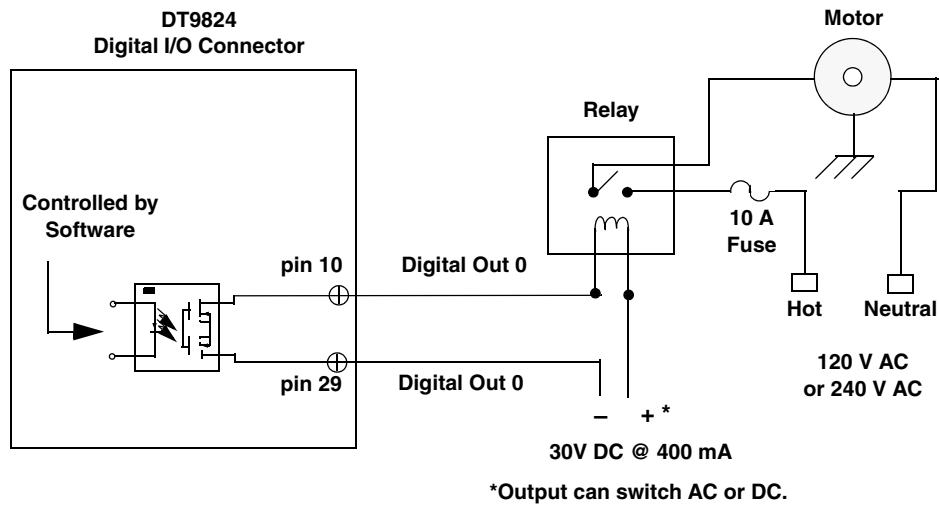 DT9824
Digital I/O Connector
Motor
Relay
Controlled by
Software
10 A
Fuse
pin 10
Digital Out 0
Hot
Neutral
pin 29
Digital Out 0
120 V AC
or 240 V AC
– + *
30V DC @ 400 mA
*Output can switch AC or DC.